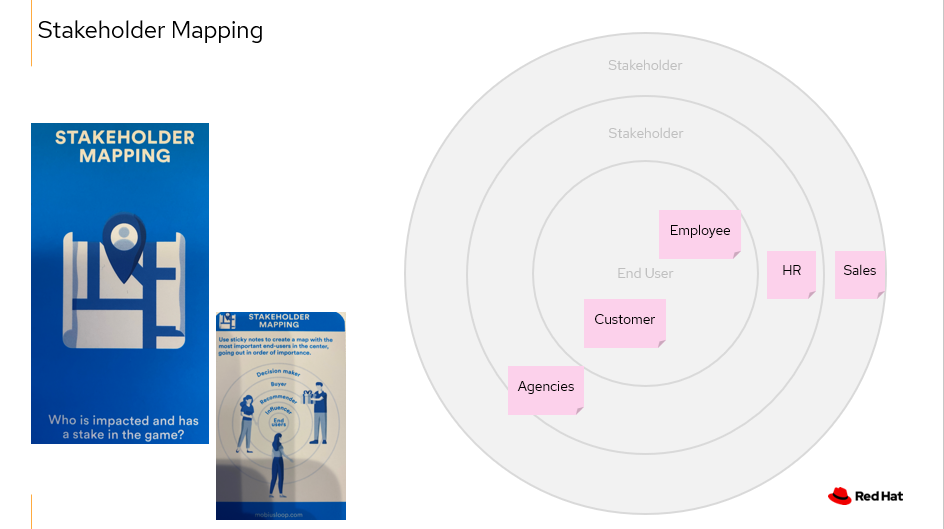 Stakeholder Mapping
STAKEHOLDER
MAPPING
Who is impacted and has
a stake in the game?
STAKEHOLDER
MAPPING
Use sticky notes to create a map with the
most important end-users in the center,
going out in order of importance.
Decision maker
Buyer
Recommender
Influencer
End
users
mobiusloop.com
Stakeholder
Stakeholder
Employee
End User
HR
Sales
Customer
Agencies
Red Hat